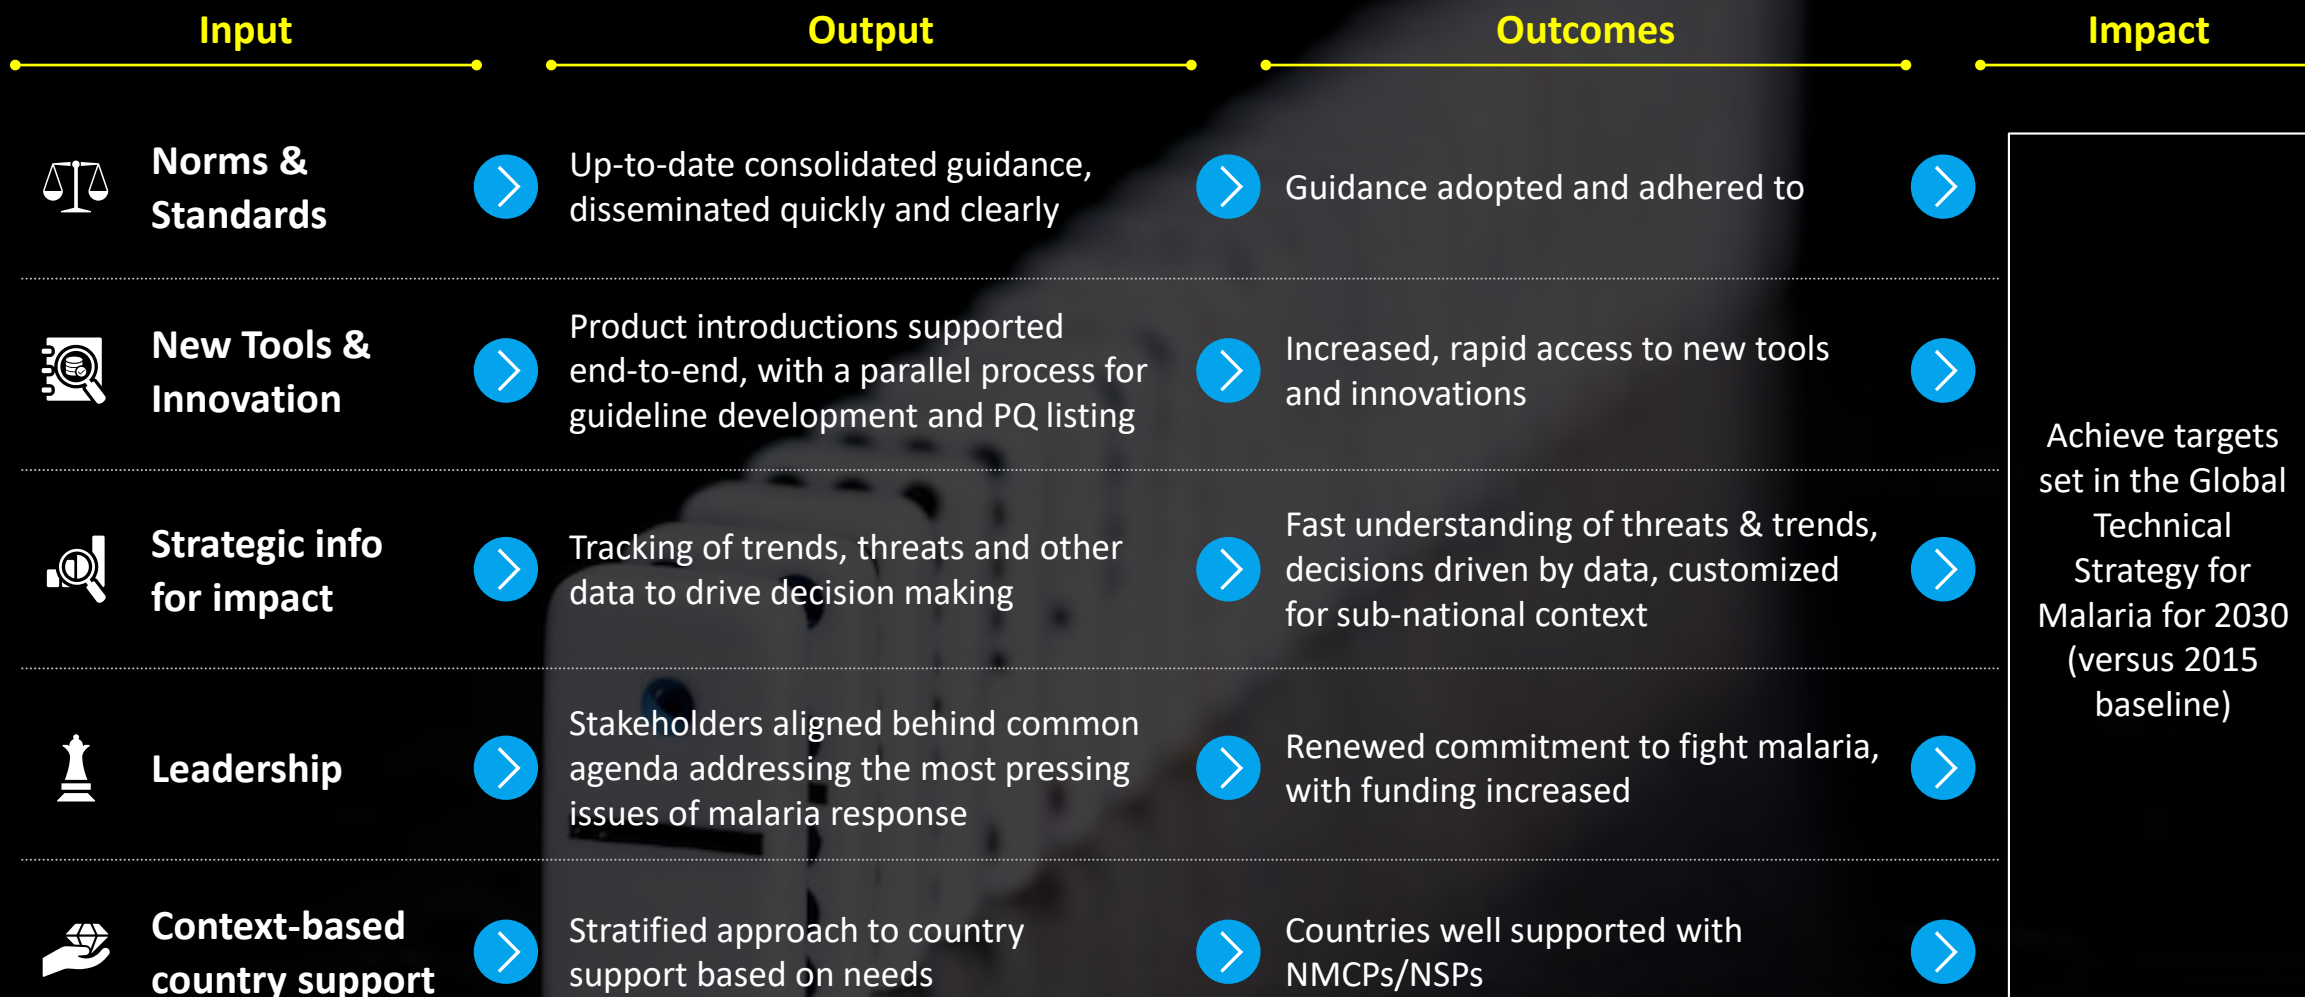 Input
Output
Outcomes
Impact
Norms &
Standards
Up-to-date consolidated guidance,
disseminated quickly and clearly
Guidance adopted and adhered to
New Tools &
Innovation
Product introductions supported
end-to-end, with a parallel process for
guideline development and PQ listing
Increased, rapid access to new tools
and innovations
Strategic info
for impact
Tracking of trends, threats and other
data to drive decision making
Fast understanding of threats & trends,
decisions driven by data, customized
for sub-national context
Leadership
Stakeholders aligned behind common
agenda addressing the most pressing
issues of malaria response
Renewed commitment to fight malaria,
with funding increased
Context-based
country support
Stratified approach to country
support based on needs
Countries well supported with
NMCPs/NSPs
Achieve targets
set in the Global
Technical
Strategy for
Malaria for 2030
(versus 2015
baseline)